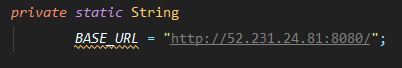 private static String
BASE_URL = "http://52.231.24.81:8080/";